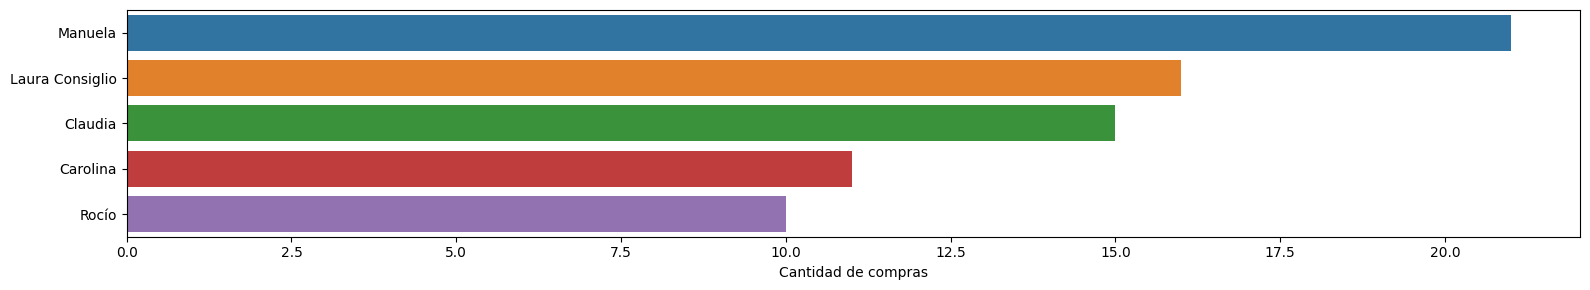 Manuela
Laura Consiglio
Claudia
Carolina
Rocío
0.0 2.5 5.0 7.5 10.0 12.5 15.0 17.5 20.0
Cantidad de compras